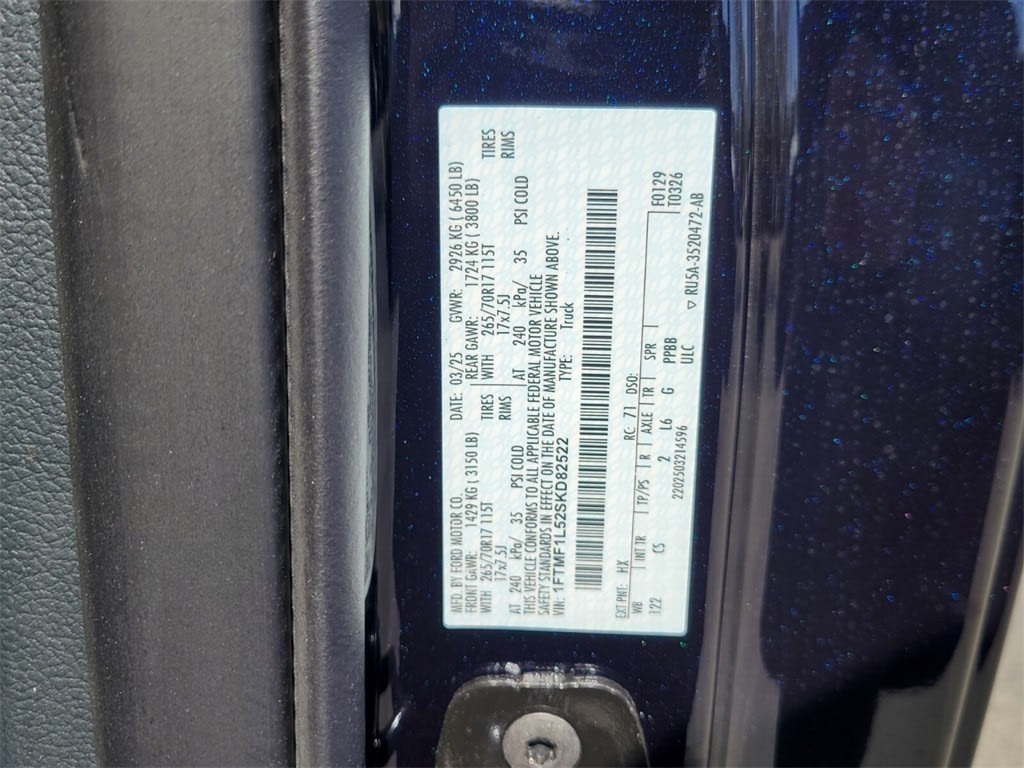 MFD. BY FORD MOTOR CO.
DATE: 03/25 GVWR: 2926 KG ( 6450 LB)
FRONT GAWR: 1429 KG ( 3150 LB) REAR GAWR: 1724 KG ( 3800 LB)
WITH 265/70R17 115T TIRES WITH 265/70R17 115T TIRES
17x7.5J RIMS 17x7.5J RIMS
AT 240 kPa/ 35 PSI COLD AT 240 kPa/ 35 PSI COLD
THIS VEHICLE CONFORMS TO ALL APPLICABLE FEDERAL MOTOR VEHICLE
SAFETY STANDARDS IN EFFECT ON THE DATE OF MANUFACTURE SHOWN ABOVE.
VIN: 1FTMF1L52SKD82522 TYPE: Truck
EXT PNT: HX RC: 71 DSO: F0129
WB INT TR TP/PS R AXLE TR SPR T0326
122 CS 2 L6 G PPBB
ULC
2202503214596 ▽ RU5A-3520472-AB